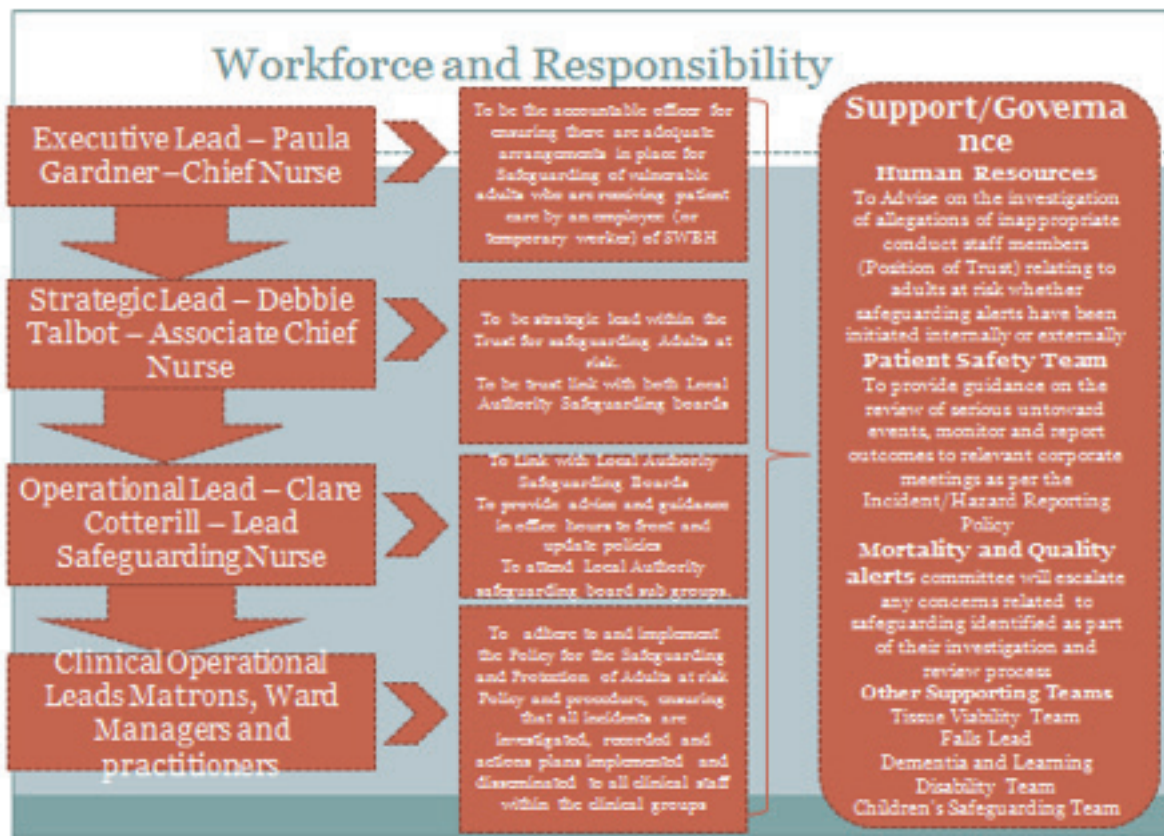 Workforce and Responsibility
Executive Lead – Paula
Gardner –Chief Nurse
To be the accountable officer for
ensuring there are adequate
arrangements in place for
Safeguarding of vulnerable
adults who are receiving patient
care by an employee (or
temporary worker) of SWBH
Strategic Lead – Debbie
Talbot – Associate Chief
Nurse
To be strategic lead within the
Trust for safeguarding Adults at
risk.
To be trust link with both Local
Authority Safeguarding boards
Operational Lead – Clare
Cotterill – Lead
Safeguarding Nurse
To Link with Local Authority
Safeguarding Boards
To provide advice and guidance
in office hours to front and
update policies
To attend Local Authority
safeguarding board sub groups.
Clinical Operational
Leads Matrons, Ward
Managers and
practitioners
To adhere to and implement
the Policy for the Safeguarding
and Protection of Adults at risk
Policy and procedure, ensuring
that all incidents are
investigated, recorded and
actions plans implemented and
disseminated to all clinical staff
within the clinical groups
Support/Governa
nce
Human Resources
To Advise on the investigation
of allegations of inappropriate
conduct staff members
(Position of Trust) relating to
adults at risk whether
safeguarding alerts have been
initiated internally or externally
Patient Safety Team
To provide guidance on the
review of serious untoward
events, monitor and report
outcomes to relevant corporate
meetings as per the
Incident/Hazard Reporting
Policy
Mortality and Quality
alerts committee will escalate
any concerns related to
safeguarding identified as part
of their investigation and
review process
Other Supporting Teams
Tissue Viability Team
Falls Lead
Dementia and Learning
Disability Team
Children's Safeguarding Team